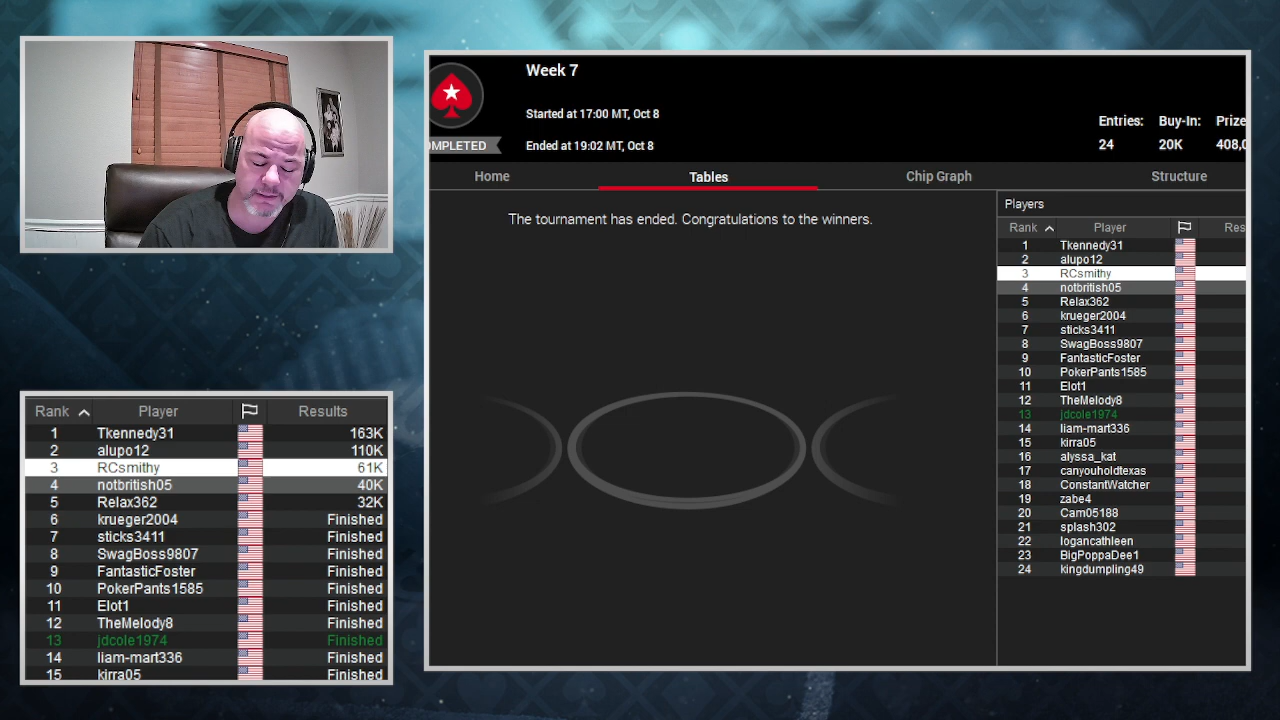 Week 7
Started at 17:00 MT, Oct 8
Entries:
Buy-In:
Prize
OMPLETED
Ended at 19:02 MT, Oct 8
24
20K
408,0
Home
Tables
Chip Graph
Structure
The tournament has ended. Congratulations to the winners.
Players
Rank Player Res
1 Tkennedy31
2 alupo12
3 RCsmithy
4 notbritish05
5 Relax362
6 krueger2004
7 sticks3411
8 SwagBoss9807
9 FantasticFoster
10 PokerPants1585
11 Elot1
12 TheMelody8
13 jdcole1974
14 liam-mart336
15 kirra05
16 alyssa_kat
17 canyouholdtexas
18 ConstantWatcher
19 zabe4
20 Cam05188
21 splash302
22 logancathleen
23 BigPoppaDee1
24 kingdumpling49
Rank Player Results
1 Tkennedy31 163K
2 alupo12 110K
3 RCsmithy 61K
4 notbritish05 40K
5 Relax362 32K
6 krueger2004 Finished
7 sticks3411 Finished
8 SwagBoss9807 Finished
9 FantasticFoster Finished
10 PokerPants1585 Finished
11 Elot1 Finished
12 TheMelody8 Finished
13 jdcole1974 Finished
14 liam-mart336 Finished
15 kirra05 Finished